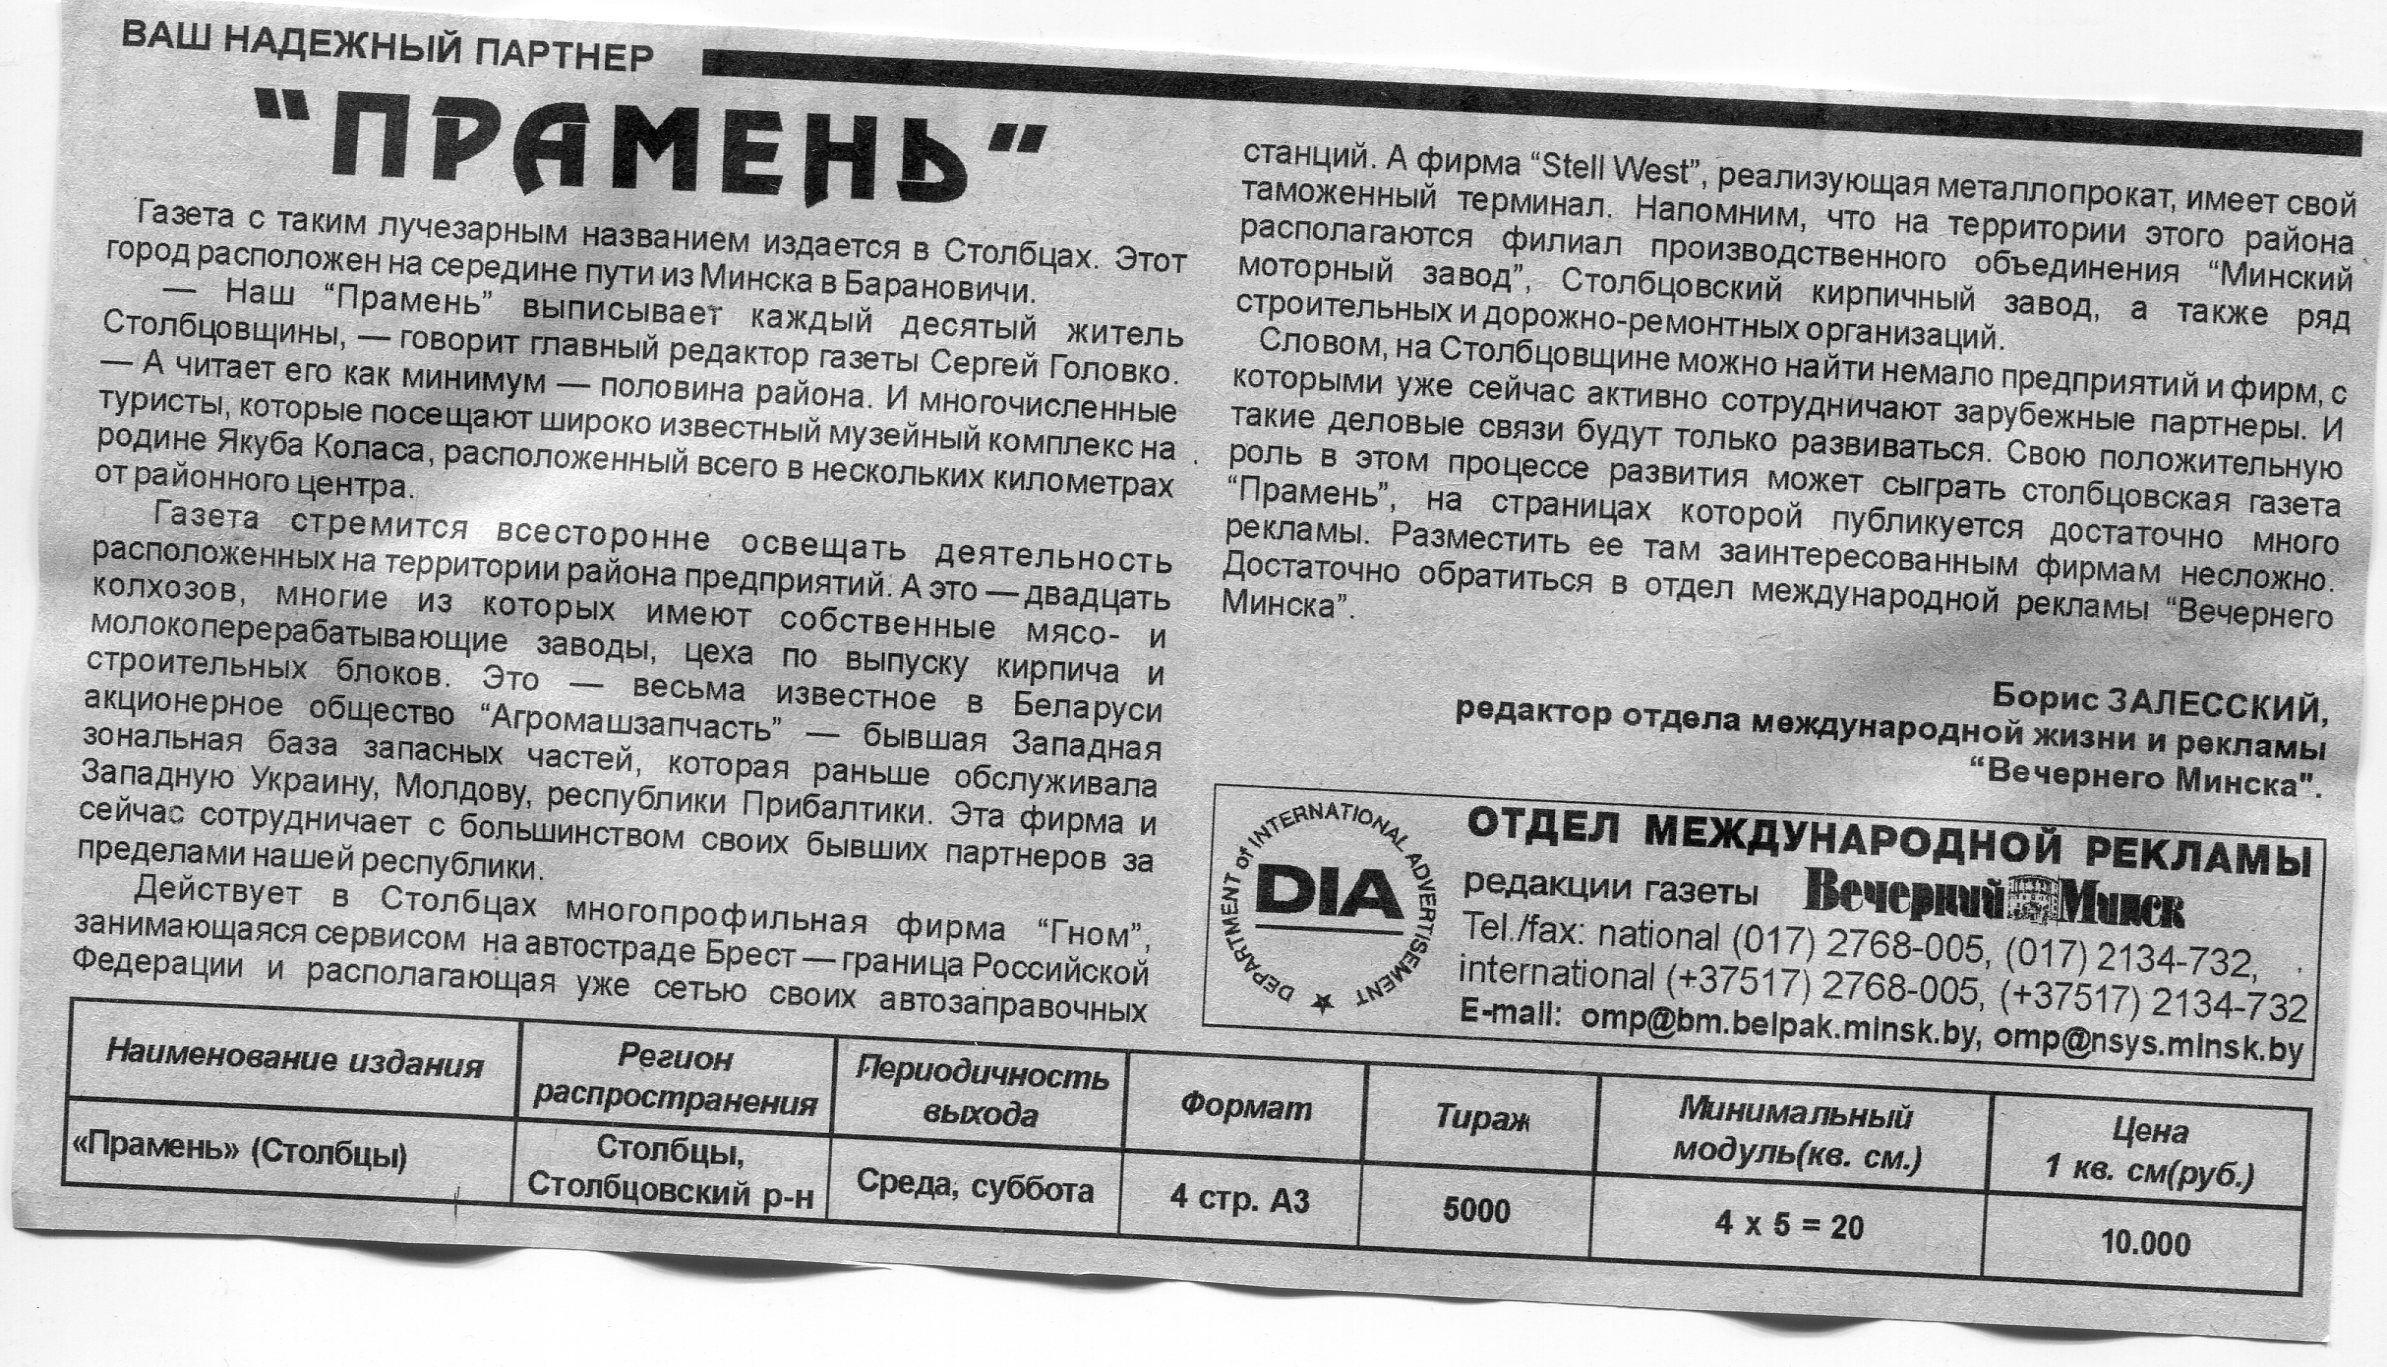 ВАШ НАДЕЖНЫЙ ПАРТНЕР
“ПРАМЕНЬ”
Газета с таким лучезарным названием издается в Столбцах. Этот
город расположен на середине пути из Минска в Барановичи.
— Наш “Прамень” выписывает каждый десятый житель
Столбцовщины, — говорит главный редактор газеты Сергей Головко.
— А читает его как минимум — половина района. И многочисленные
туристы, которые посещают широко известный музейный комплекс на
родине Якуба Коласа, расположенный всего в нескольких километрах
от районного центра.
Газета стремится всесторонне освещать деятельность
расположенных на территории района предприятий. А это — двадцать
колхозов, многие из которых имеют собственные мясо- и
молокоперерабатывающие заводы, цеха по выпуску кирпича и
строительных блоков. Это — весьма известное в Беларуси
акционерное общество “Агромашзапчасть” — бывшая Западная
зональная база запасных частей, которая раньше обслуживала
Западную Украину, Молдову, республики Прибалтики. Эта фирма и
сейчас сотрудничает с большинством своих бывших партнеров за
пределами нашей республики.
Действует в Столбцах многопрофильная фирма “Гном”,
занимающаяся сервисом на автостраде Брест — граница Российской
Федерации и располагающая уже сетью своих автозаправочных
станций. А фирма “Stell West”, реализующая металлопрокат, имеет свой
таможенный терминал. Напомним, что на территории этого района
располагаются филиал производственного объединения “Минский
моторный завод”, Столбцовский кирпичный завод, а также ряд
строительных и дорожно-ремонтных организаций.
Словом, на Столбцовщине можно найти немало предприятий и фирм, с
которыми уже сейчас активно сотрудничают зарубежные партнеры. И
такие деловые связи будут только развиваться. Свою положительную
роль в этом процессе развития может сыграть столбцовская газета
“Прамень”, на страницах которой публикуется достаточно много
рекламы. Разместить ее там заинтересованным фирмам несложно.
Достаточно обратиться в отдел международной рекламы “Вечернего
Минска”.
Борис ЗАЛЕССКИЙ,
редактор отдела международной жизни и рекламы
“Вечернего Минска".
DEPARTMENT of INTERNATIONAL ADVERTISEMENT ★
DIA
ОТДЕЛ МЕЖДУНАРОДНОЙ РЕКЛАМЫ
редакции газеты Вечерний Минск
Tel./fax: national (017) 2768-005, (017) 2134-732,
international (+37517) 2768-005, (+37517) 2134-732
E-mail: omp@bm.belpak.minsk.by, omp@nsys.minsk.by
Наименование издания
Регион
распространения
Периодичность
выхода
Формат
Тираж
Минимальный
модуль(кв. см.)
Цена
1 кв. см(руб.)
«Прамень» (Столбцы)
Столбцы,
Столбцовский р-н
Среда, суббота
4 стр. А3
5000
4 х 5 = 20
10.000